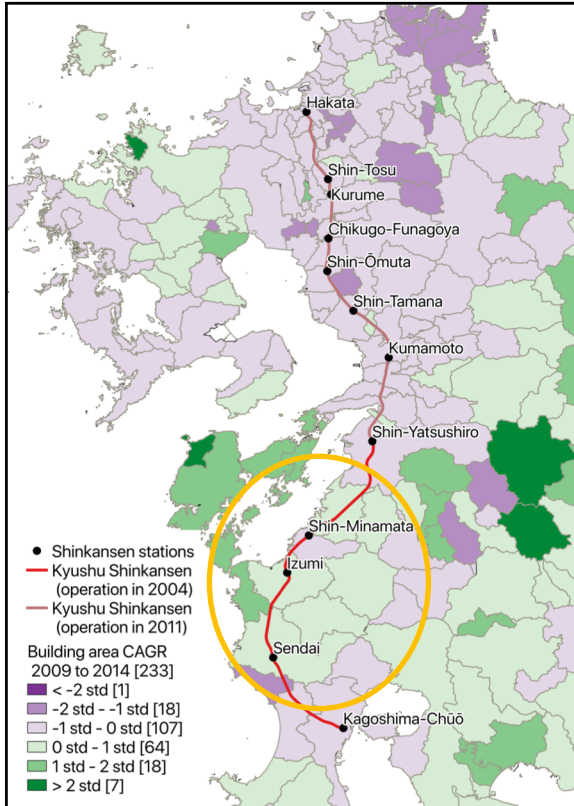 Hakata
Shin-Tosu
Kurume
Chikugo-Funagoya
Shin-Ōmuta
Shin-Tamana
Kumamoto
Shin-Yatsushiro
Shin-Minamata
Izumi
Sendai
Kagoshima-Chūō
Shinkansen stations
Kyushu Shinkansen
(operation in 2004)
Kyushu Shinkansen
(operation in 2011)
Building area CAGR
2009 to 2014 [233]
< -2 std [1]
-2 std - -1 std [18]
-1 std - 0 std [107]
0 std - 1 std [64]
1 std - 2 std [18]
> 2 std [7]